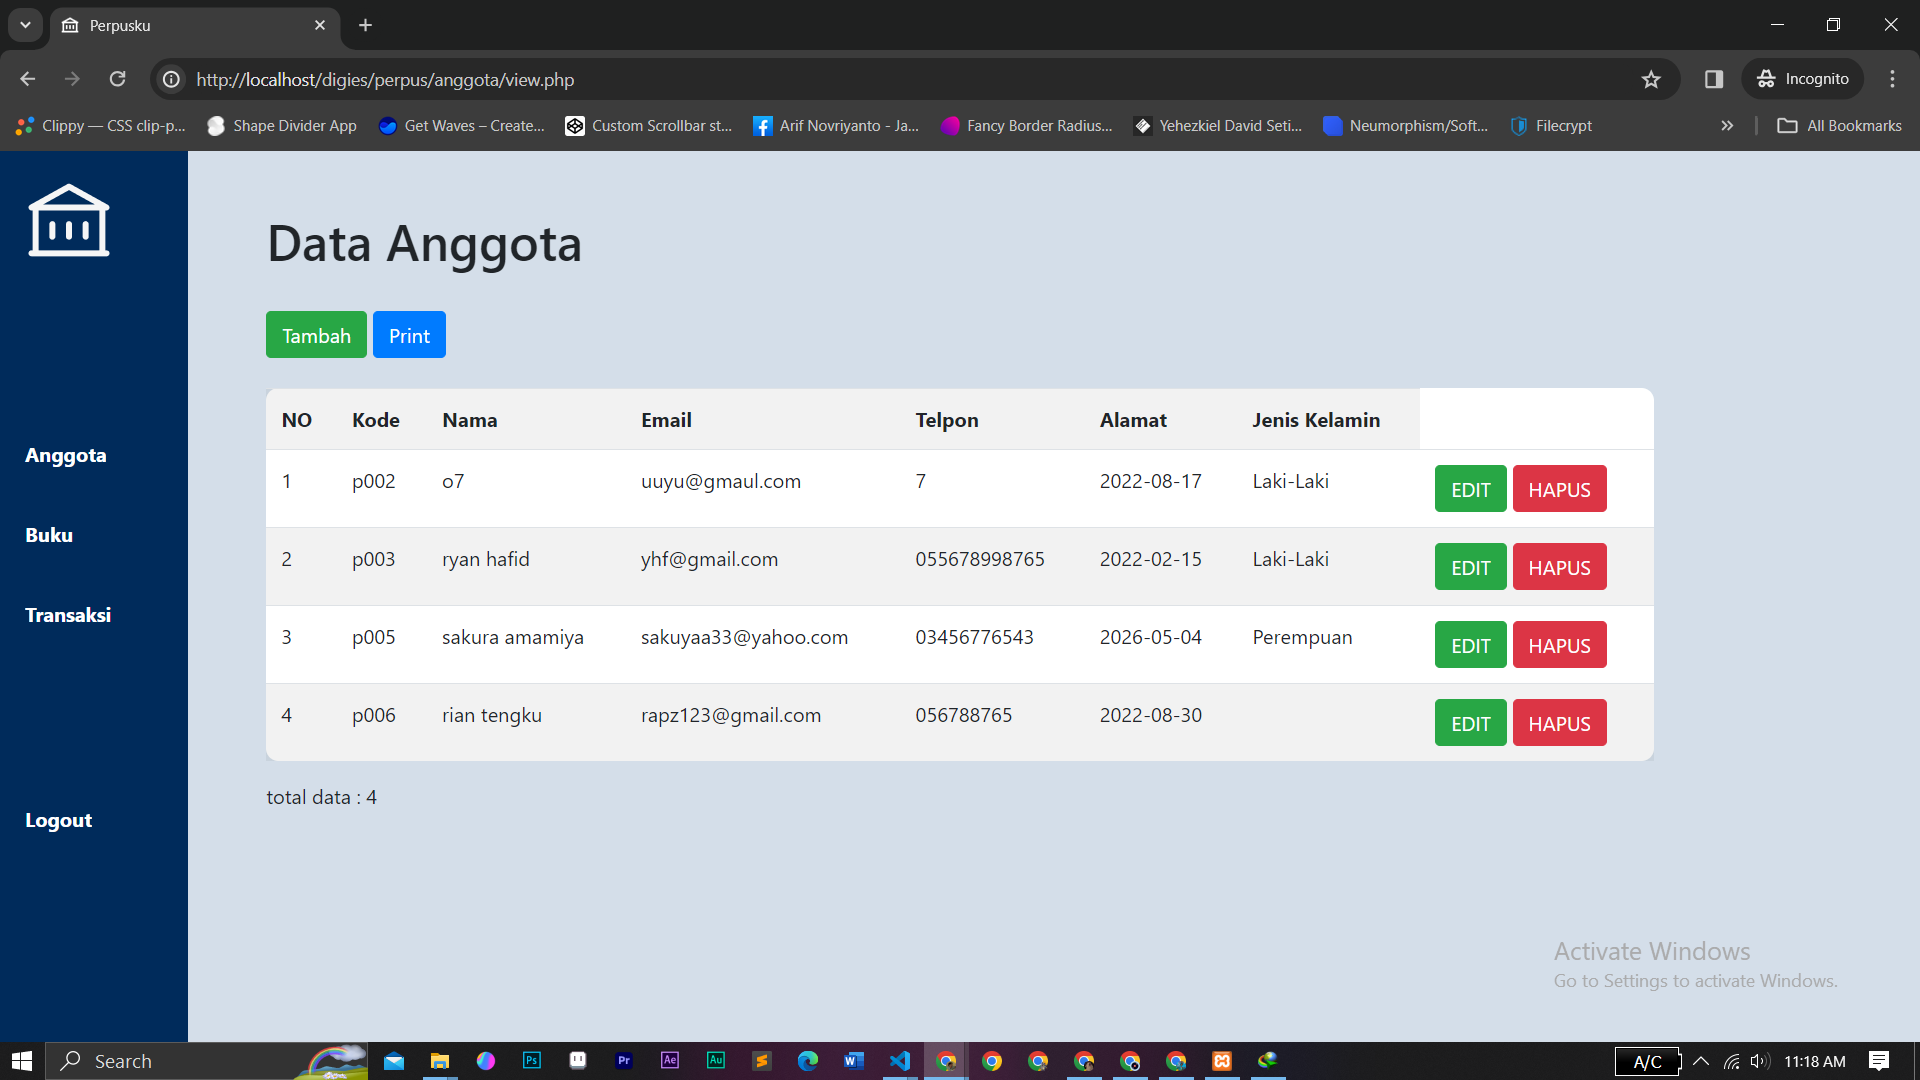 Perpusku
http://localhost/digies/perpus/anggota/view.php
Incognito
Clippy — CSS clip-p...
Shape Divider App
Get Waves – Create...
Custom Scrollbar st...
Arif Novriyanto - Ja...
Fancy Border Radius...
Yehezkiel David Seti...
Neumorphism/Soft...
Filecrypt
All Bookmarks
Data Anggota
Tambah Print
Anggota
Buku
Transaksi
Logout
NO Kode Nama Email Telpon Alamat Jenis Kelamin
1 p002 o7 uuyu@gmaul.com 7 2022-08-17 Laki-Laki EDIT HAPUS
2 p003 ryan hafid yhf@gmail.com 055678998765 2022-02-15 Laki-Laki EDIT HAPUS
3 p005 sakura amamiya sakuyaa33@yahoo.com 03456776543 2026-05-04 Perempuan EDIT HAPUS
4 p006 rian tengku rapz123@gmail.com 056788765 2022-08-30 EDIT HAPUS
total data : 4
Activate Windows
Go to Settings to activate Windows.
Search
Ps
Pr
Ae
Au
A/C
11:18 AM